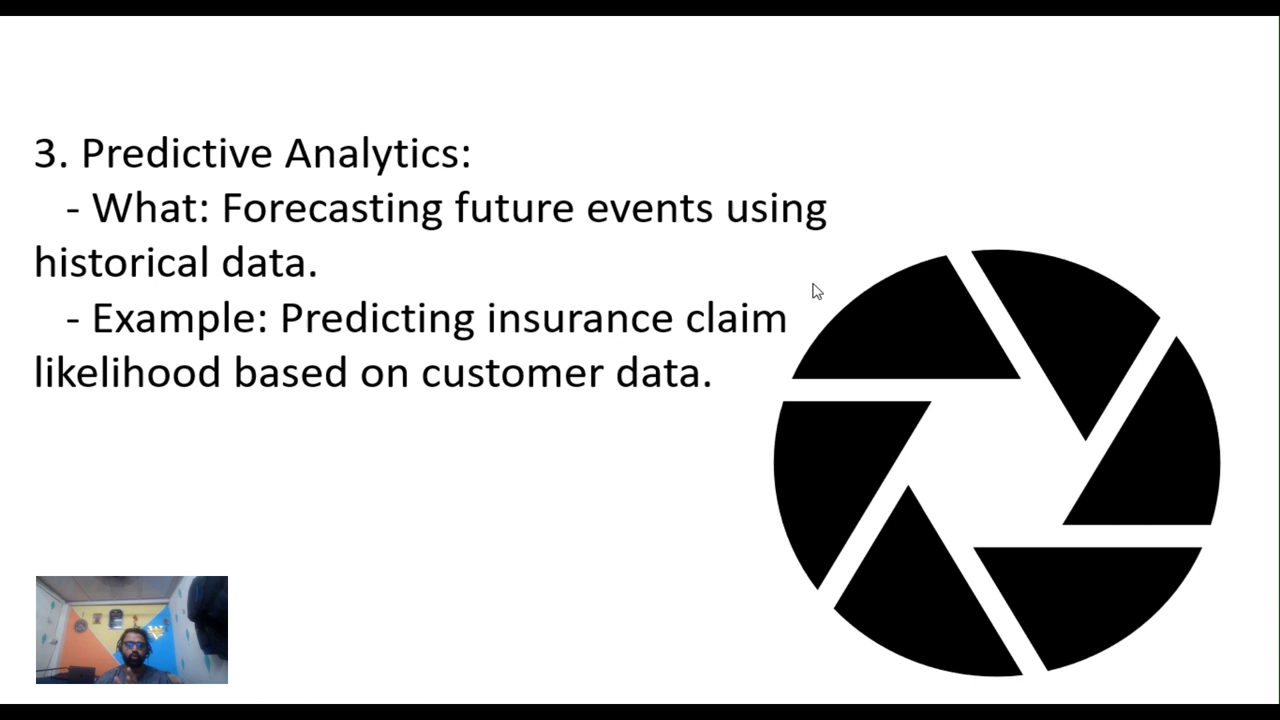 3. Predictive Analytics:
- What: Forecasting future events using
historical data.
- Example: Predicting insurance claim
likelihood based on customer data.